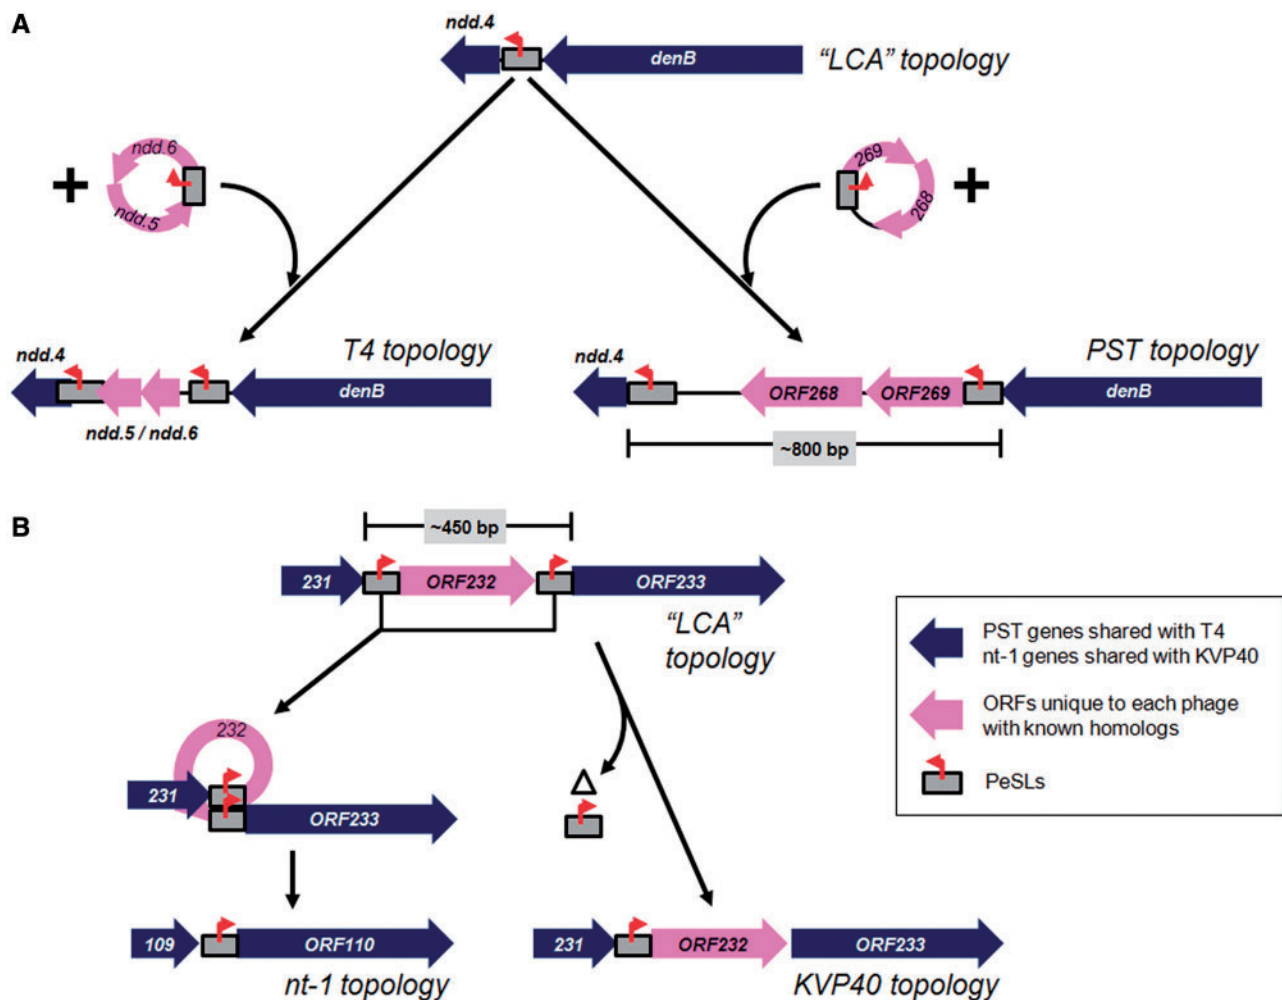 A
ndd.4
denB
“LCA” topology
ndd.6
ndd.5
+
269
268
+
T4 topology
ndd.4
denB
ndd.5 / ndd.6
PST topology
ndd.4
ORF268
ORF269
denB
~800 bp
B
~450 bp
231
ORF232
ORF233
“LCA”
topology
PST genes shared with T4
nt-1 genes shared with KVP40
ORFs unique to each phage
with known homologs
PeSLs
232
231
ORF233
Δ
109
ORF110
nt-1 topology
231
ORF232
ORF233
KVP40 topology